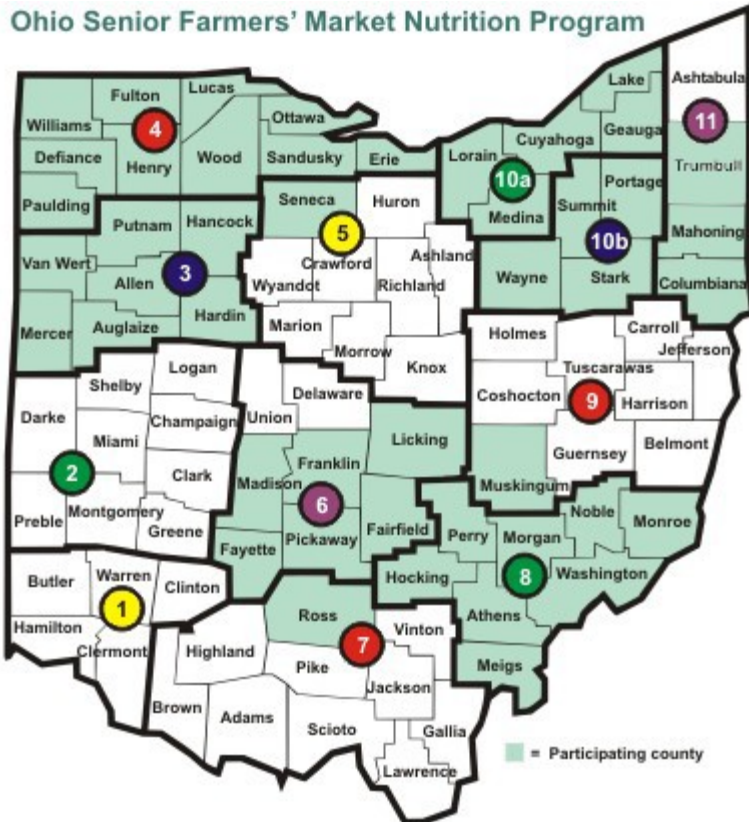 Ohio Senior Farmers' Market Nutrition Program
Williams
Fulton
Lucas
Ottawa
4
Defiance
Henry
Wood
Sandusky
Erie
Paulding
Lake
Ashtabula
Geauga
Cuyahoga
Lorain
10a
Medina
11
Trumbull
Mahoning
Columbiana
Portage
Summit
10b
Wayne
Stark
Putnam
Hancock
Van Wert
Allen
3
Mercer
Auglaize
Hardin
Seneca
Huron
5
Crawford
Ashland
Wyandot
Richland
Marion
Morrow
Knox
Holmes
Carroll
Jefferson
Tuscarawas
Coshocton
9
Harrison
Guernsey
Belmont
Muskingum
Logan
Shelby
Darke
Champaign
Miami
2
Clark
Preble
Montgomery
Greene
Union
Delaware
Licking
Franklin
Madison
6
Pickaway
Fairfield
Fayette
Perry
Morgan
Noble
Monroe
Hocking
8
Washington
Athens
Meigs
Butler
Warren
Clinton
1
Hamilton
Clermont
Ross
7
Vinton
Highland
Pike
Jackson
Brown
Adams
Scioto
Gallia
Lawrence
= Participating county